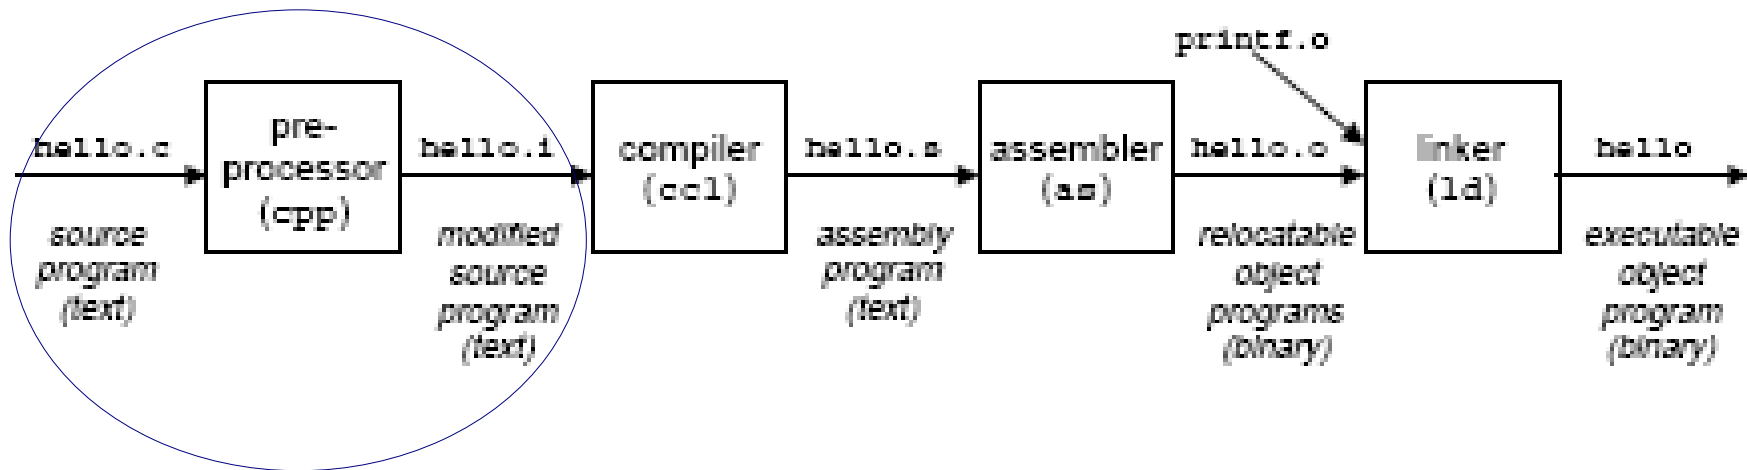 printf.o
hello.c
pre-
processor
(cpp)
hello.i
compiler
(cc1)
hello.s
assembler
(as)
hello.o
linker
(ld)
hello
source
program
(text)
modified
source
program
(text)
assembly
program
(text)
relocatable
object
programs
(binary)
executable
object
program
(binary)